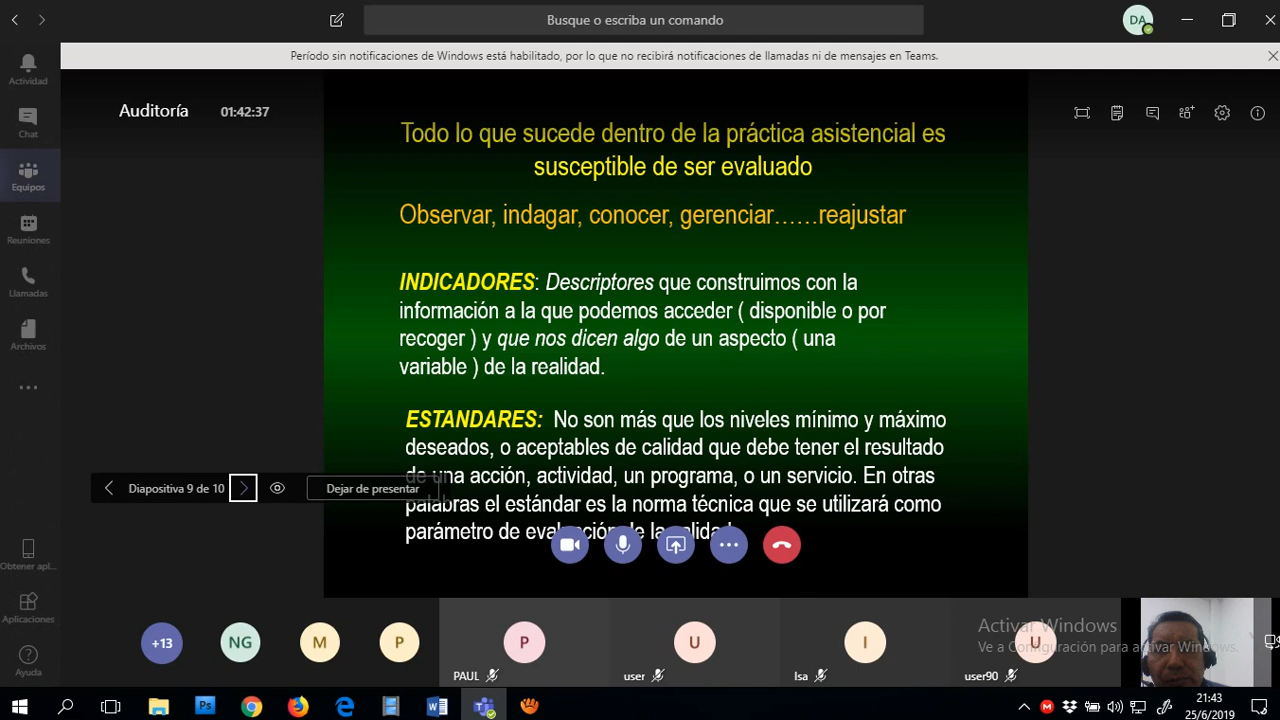 Busque o escriba un comando
DA
Período sin notificaciones de Windows está habilitado, por lo que no recibirá notificaciones de llamadas ni de mensajes en Teams.
Actividad
Chat
Equipos
Reuniones
Llamadas
Archivos
Obtener apl...
Aplicaciones
Ayuda
Auditoría 01:42:37
Todo lo que sucede dentro de la práctica asistencial es
susceptible de ser evaluado
Observar, indagar, conocer, gerenciar……reajustar
INDICADORES: Descriptores que construimos con la
información a la que podemos acceder ( disponible o por
recoger ) y que nos dicen algo de un aspecto ( una
variable ) de la realidad.
ESTANDARES: No son más que los niveles mínimo y máximo
deseados, o aceptables de calidad que debe tener el resultado
de una acción, actividad, un programa, o un servicio. En otras
palabras el estándar es la norma técnica que se utilizará como
parámetro de evaluación de la calidad
Diapositiva 9 de 10
Dejar de presentar
+13 NG M P P U I U
PAUL user Isa user90
Activar Windows
Ve a Configuración para activar Windows.
21:43
25/6/2019